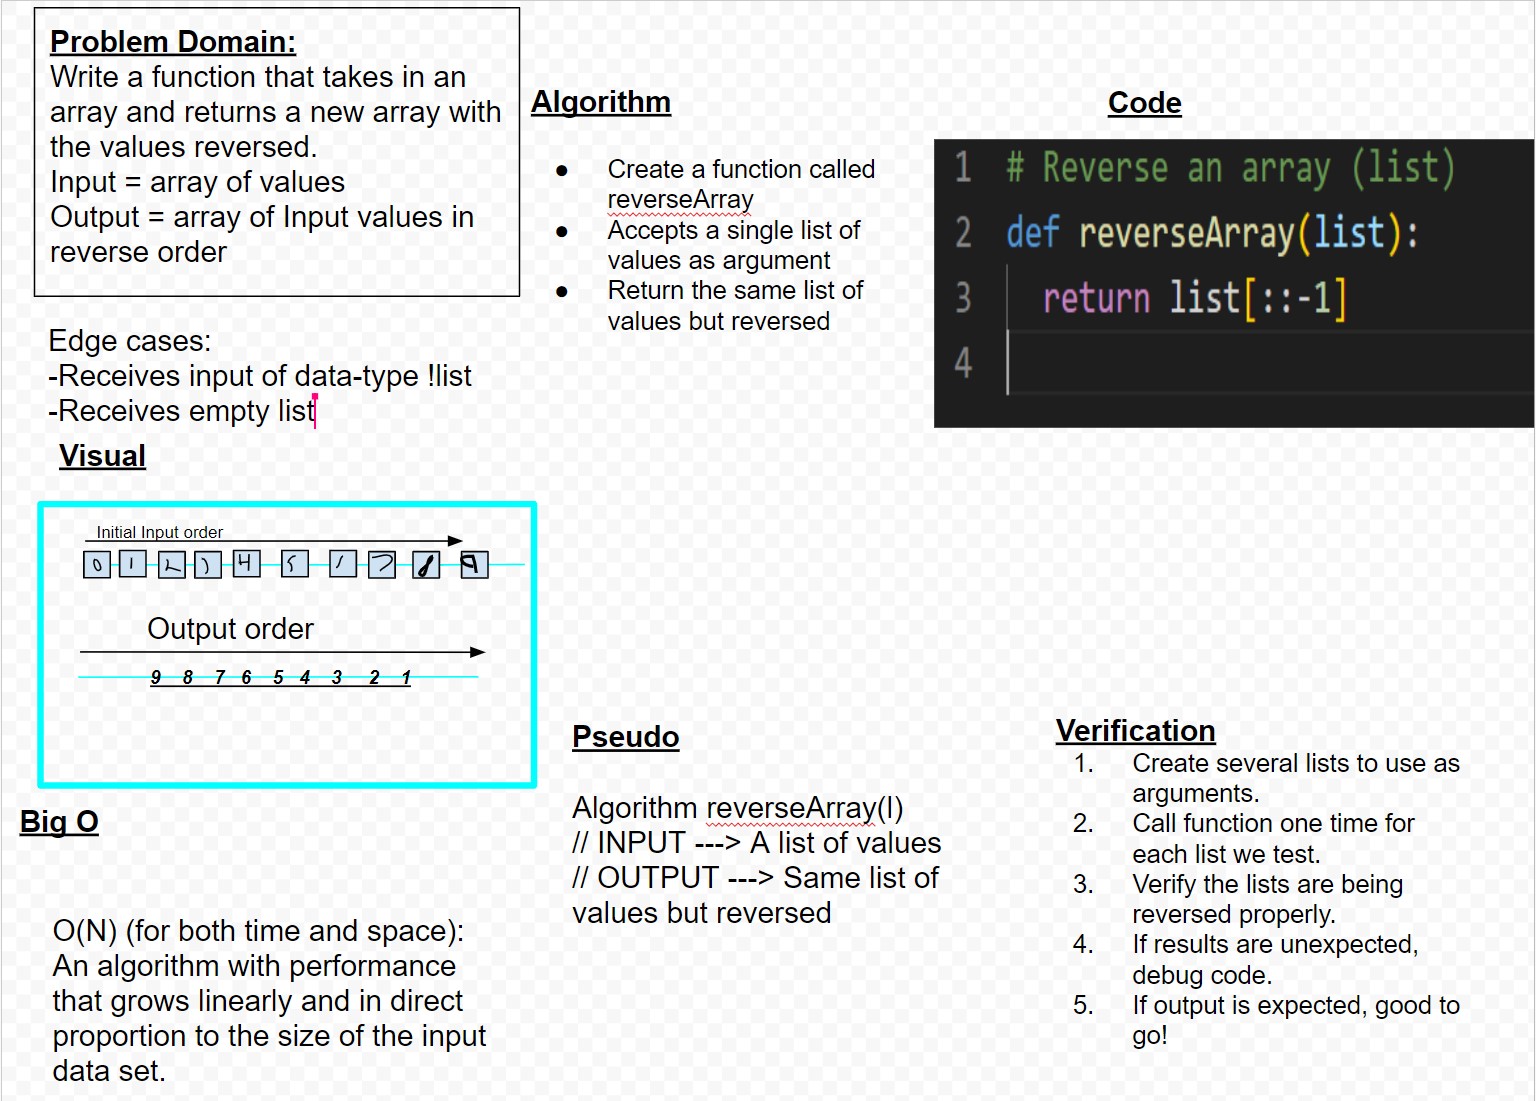 Problem Domain:
Write a function that takes in an
array and returns a new array with
the values reversed.
Input = array of values
Output = array of Input values in
reverse order
Edge cases:
-Receives input of data-type !list
-Receives empty list
Visual
Initial Input order
0 1 2 4 5 7 8 9
Output order
9 8 7 6 5 4 3 2 1
Big O
O(N) (for both time and space):
An algorithm with performance
that grows linearly and in direct
proportion to the size of the input
data set.
Algorithm
● Create a function called
reverseArray
● Accepts a single list of
values as argument
● Return the same list of
values but reversed
Pseudo
Algorithm reverseArray(l)
// INPUT ---> A list of values
// OUTPUT ---> Same list of
values but reversed
Code
1 # Reverse an array (list)
2 def reverseArray(list):
3 return list[::-1]
4
Verification
1. Create several lists to use as
arguments.
2. Call function one time for
each list we test.
3. Verify the lists are being
reversed properly.
4. If results are unexpected,
debug code.
5. If output is expected, good to
go!